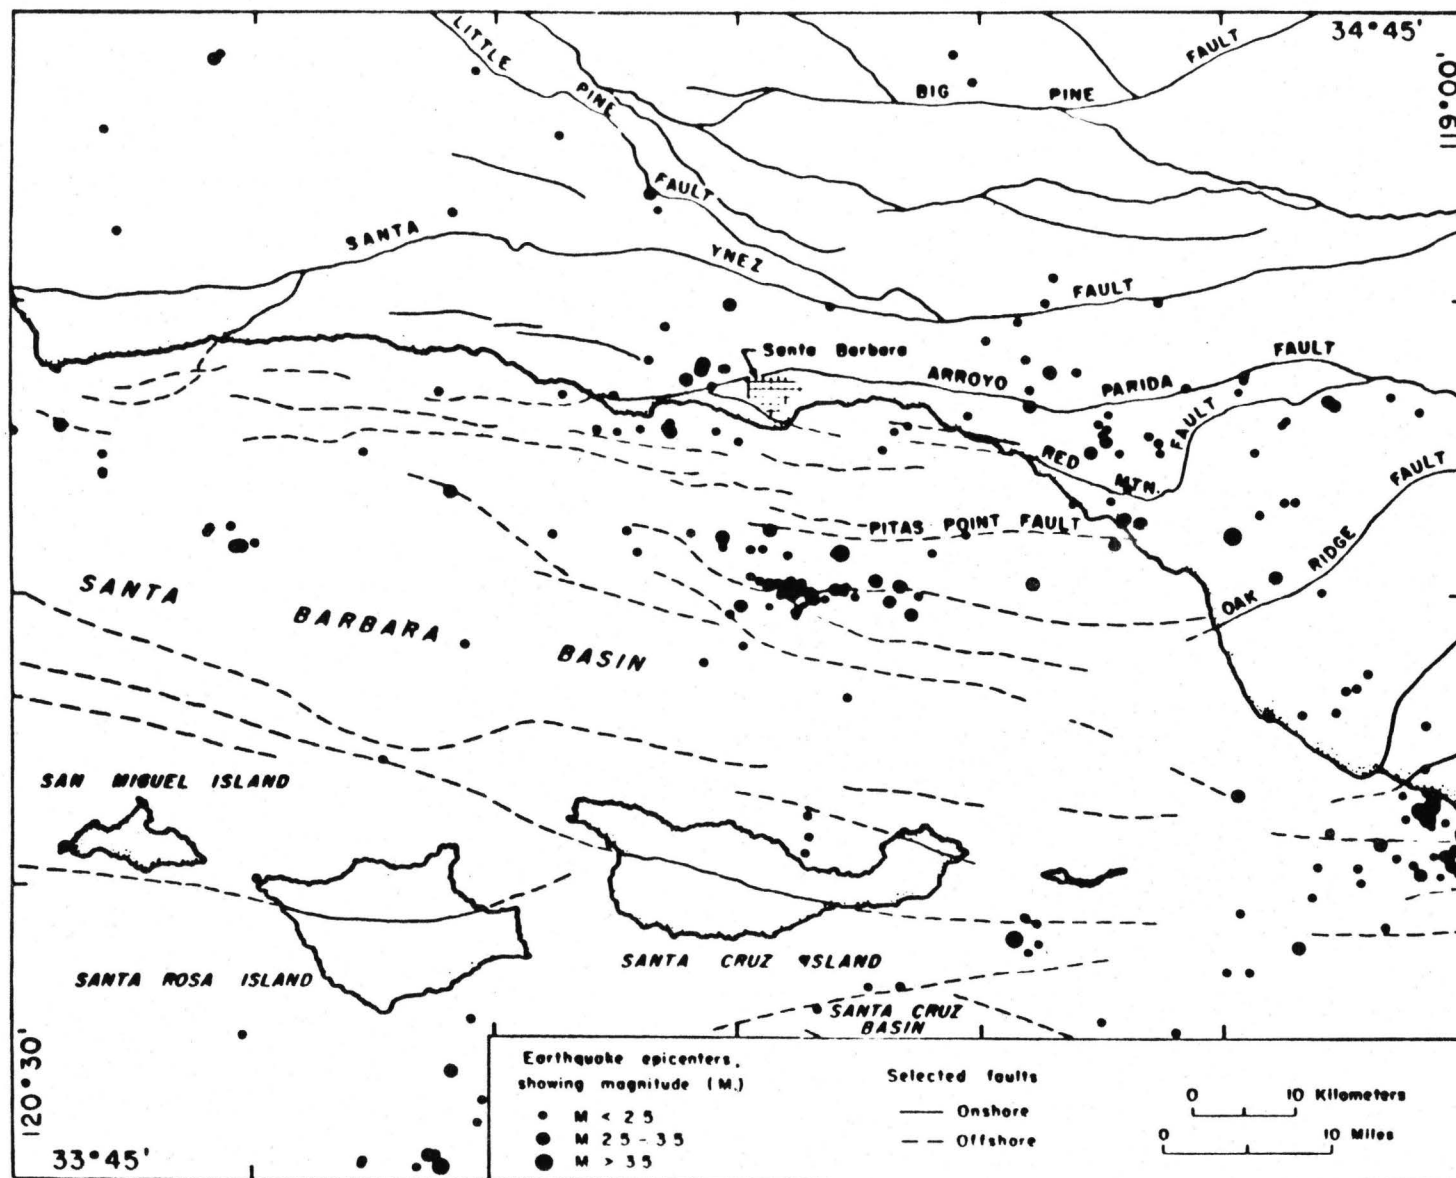 34°45'
119°00'
LITTLE PINE FAULT
BIG PINE FAULT
SANTA YNEZ FAULT
Santa Barbara
ARROYO PARIDA FAULT
RED MTN. FAULT
PITAS POINT FAULT
OAK RIDGE FAULT
SANTA BARBARA BASIN
SAN MIGUEL ISLAND
SANTA ROSA ISLAND
SANTA CRUZ ISLAND
SANTA CRUZ
BASIN
120°30'
33°45'
Earthquake epicenters,
showing magnitude (M.)
M < 2.5
M 2.5 - 3.5
M > 3.5
Selected faults
Onshore
Offshore
0 10 Kilometers
0 10 Miles